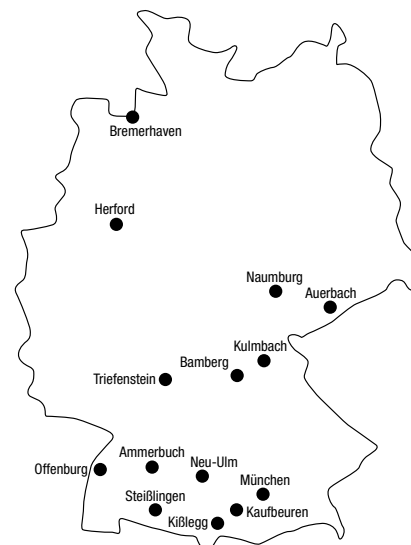 Bremerhaven
Herford
Naumburg
Auerbach
Kulmbach
Bamberg
Triefenstein
Ammerbuch
Neu-Ulm
Offenburg
München
Steißlingen
Kaufbeuren
Kißlegg